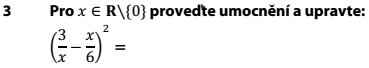 3 Pro x ∈ R\{0} proveďte umocnění a upravte:
(3/x − x/6)² =